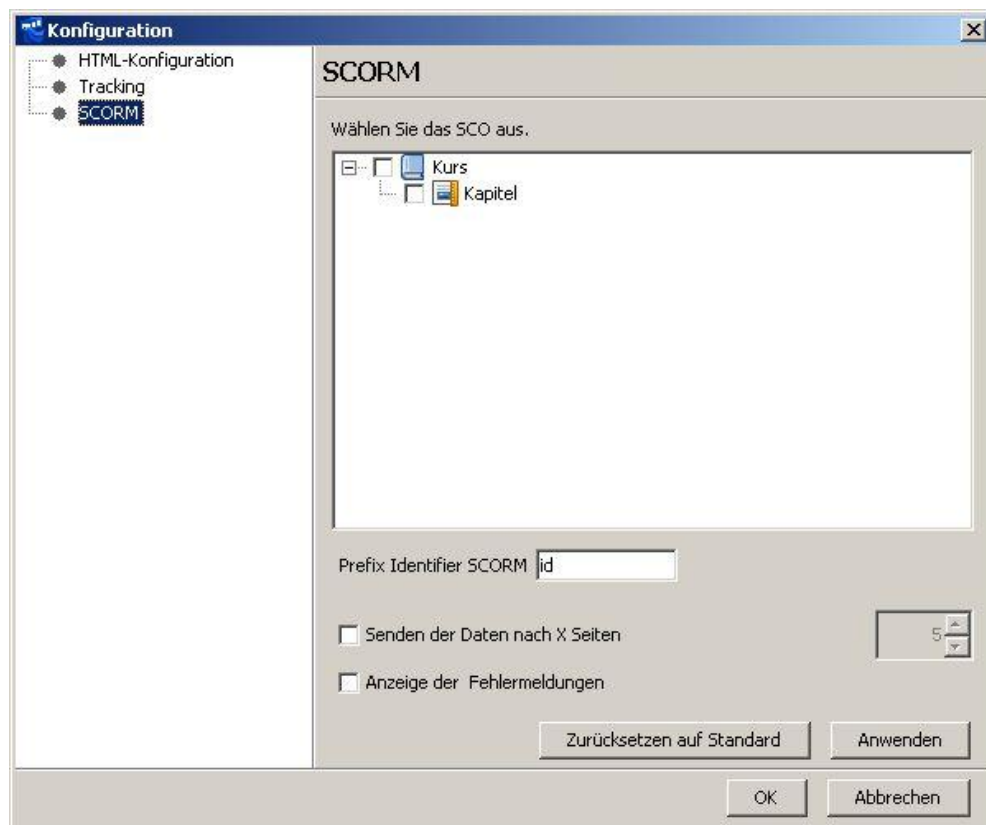 Konfiguration
HTML-Konfiguration
Tracking
SCORM
SCORM
Wählen Sie das SCO aus.
Kurs
Kapitel
Prefix Identifier SCORM id
Senden der Daten nach X Seiten 5
Anzeige der Fehlermeldungen
Zurücksetzen auf Standard Anwenden
OK Abbrechen